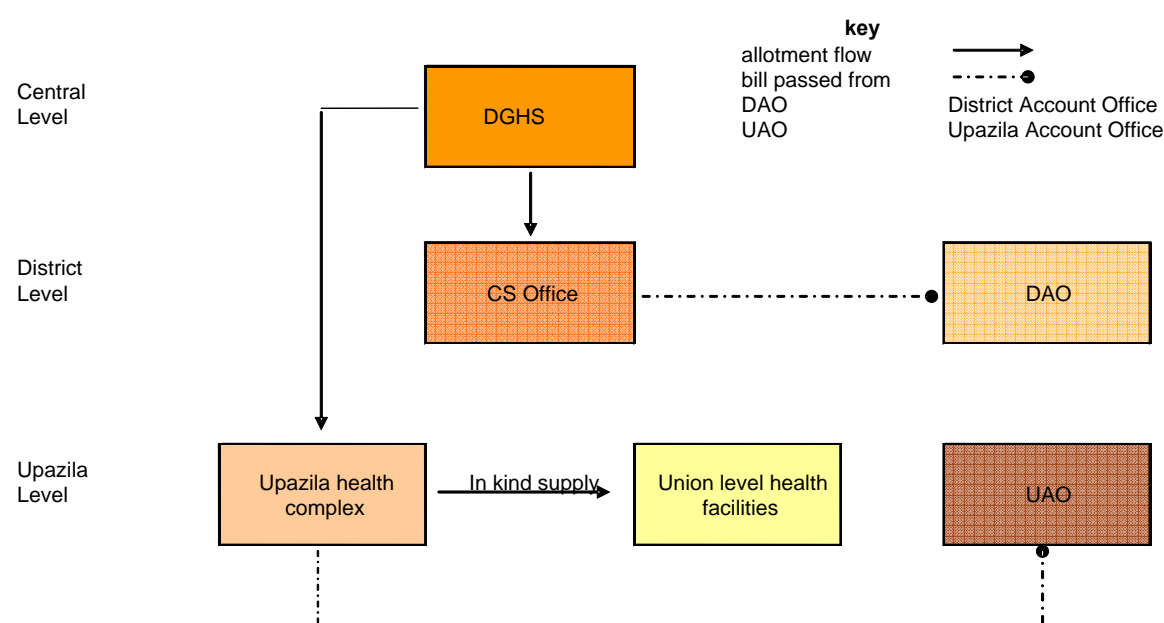 key
allotment flow
bill passed from
DAO District Account Office
UAO Upazila Account Office
Central
Level
DGHS
District
Level
CS Office
DAO
Upazila
Level
Upazila health
complex
In kind supply
Union level health
facilities
UAO